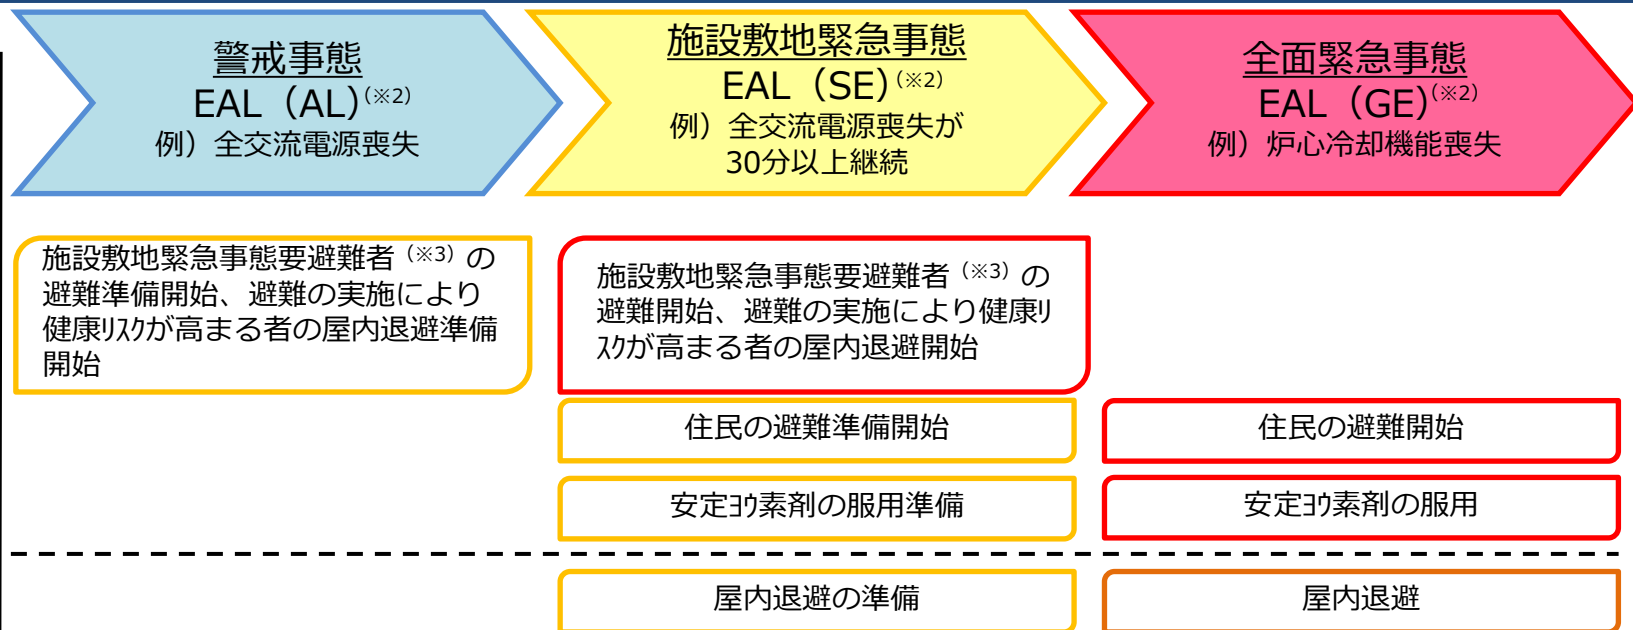 警戒事態
EAL（AL）(※2)
例）全交流電源喪失
施設敷地緊急事態
EAL（SE）(※2)
例）全交流電源喪失が
30分以上継続
全面緊急事態
EAL（GE）(※2)
例）炉心冷却機能喪失
施設敷地緊急事態要避難者（※3）の
避難準備開始、避難の実施により
健康ﾘｽｸが高まる者の屋内退避準備
開始
施設敷地緊急事態要避難者（※3）の
避難開始、避難の実施により健康ﾘ
ｽｸが高まる者の屋内退避開始
住民の避難準備開始
住民の避難開始
安定ﾖｳ素剤の服用準備
安定ﾖｳ素剤の服用
屋内退避の準備
屋内退避